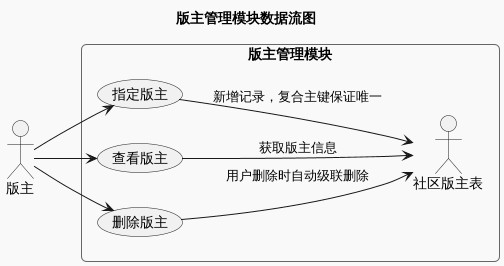 版主管理模块数据流图
版主管理模块
指定版主
新增记录，复合主键保证唯一
查看版主
获取版主信息
用户删除时自动级联删除
删除版主
版主
社区版主表